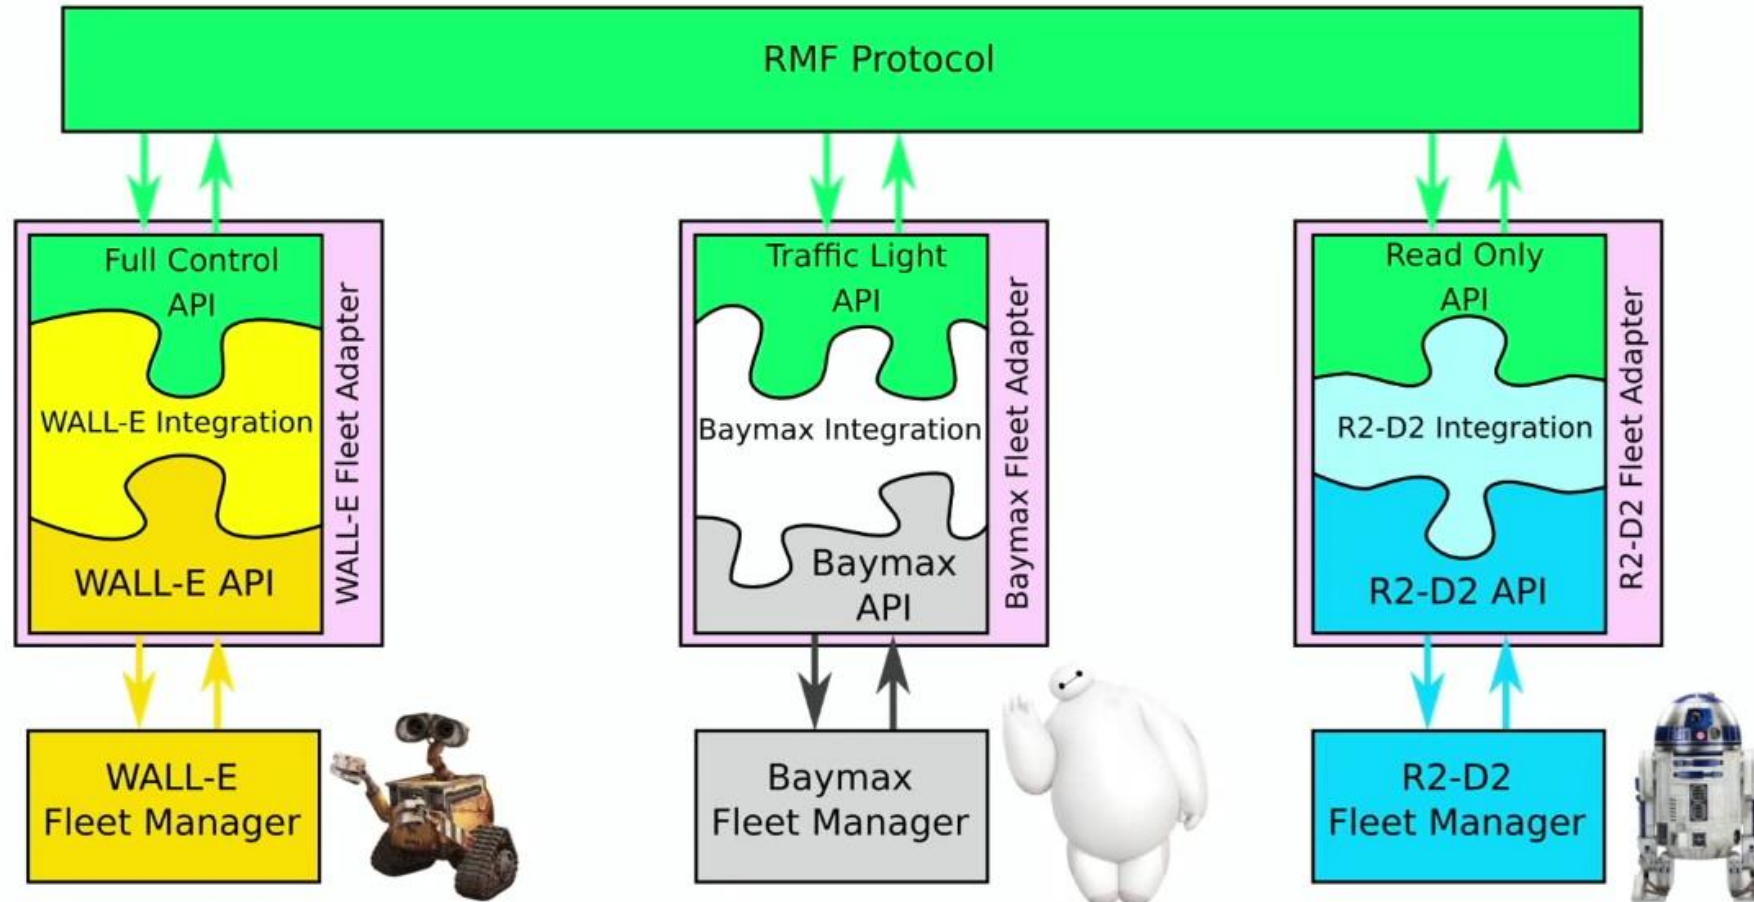 RMF Protocol
Full Control
API
WALL-E Integration
WALL-E API
WALL-E Fleet Adapter
Traffic Light
API
Baymax Integration
Baymax
API
Baymax Fleet Adapter
Read Only
API
R2-D2 Integration
R2-D2 API
R2-D2 Fleet Adapter
WALL-E
Fleet Manager
Baymax
Fleet Manager
R2-D2
Fleet Manager